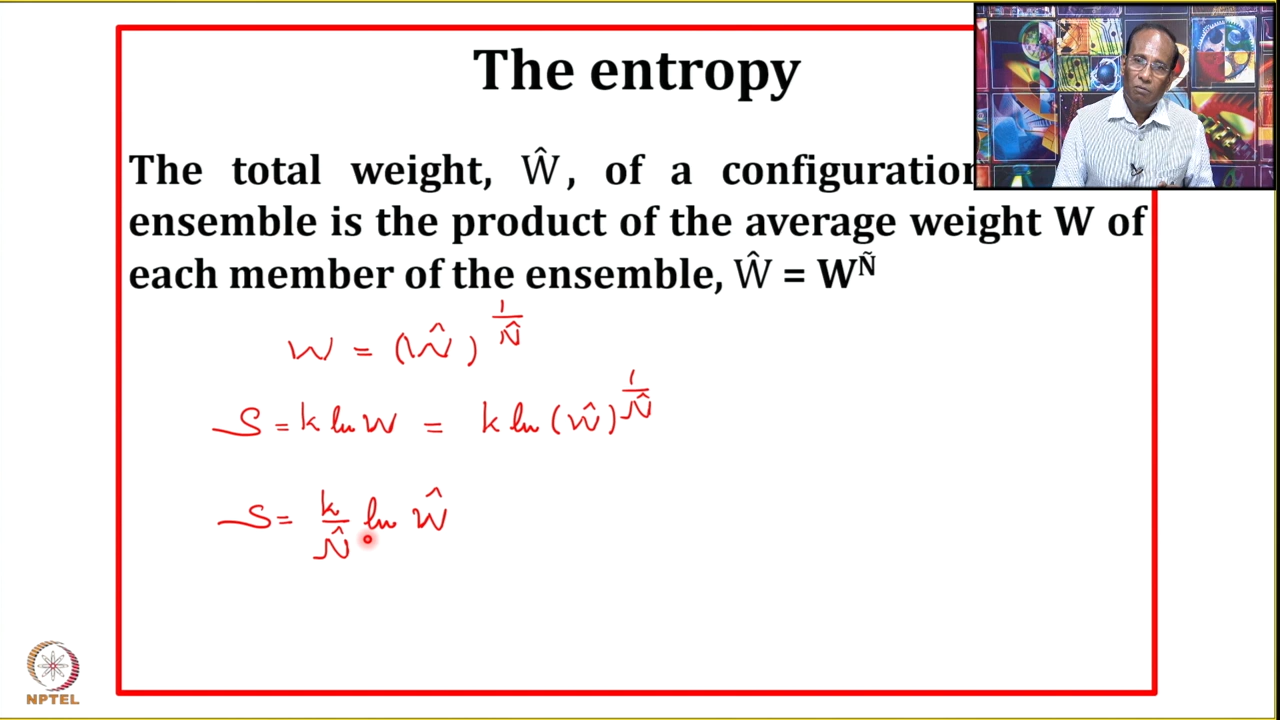 The entropy
The total weight, Ŵ, of a configuration
ensemble is the product of the average weight W of
each member of the ensemble, Ŵ = W^Ñ
W = (Ŵ)^(1/N̂)
S = k ln W = k ln (Ŵ)^(1/N̂)
S = k/N̂ ln Ŵ
NPTEL